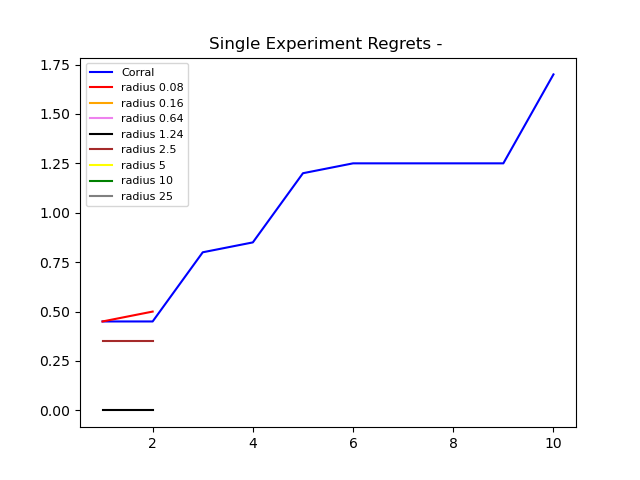 Single Experiment Regrets -
1.75
1.50
1.25
1.00
0.75
0.50
0.25
0.00
Corral
radius 0.08
radius 0.16
radius 0.64
radius 1.24
radius 2.5
radius 5
radius 10
radius 25
2 4 6 8 10